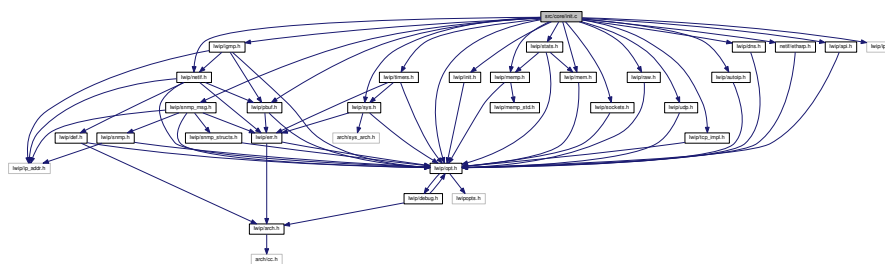 src/core/init.c
lwip/igmp.h
lwip/stats.h
lwip/dns.h
netif/etharp.h
lwip/api.h
lwip/netif.h
lwip/timers.h
lwip/init.h
lwip/memp.h
lwip/mem.h
lwip/raw.h
lwip/autoip.h
lwip/snmp_msg.h
lwip/pbuf.h
lwip/sys.h
lwip/memp_std.h
lwip/sockets.h
lwip/udp.h
lwip/def.h
lwip/snmp.h
lwip/snmp_structs.h
lwip/err.h
arch/sys_arch.h
lwip/tcp_impl.h
lwip/ip_addr.h
lwip/opt.h
lwip/debug.h
lwipopts.h
lwip/arch.h
arch/cc.h